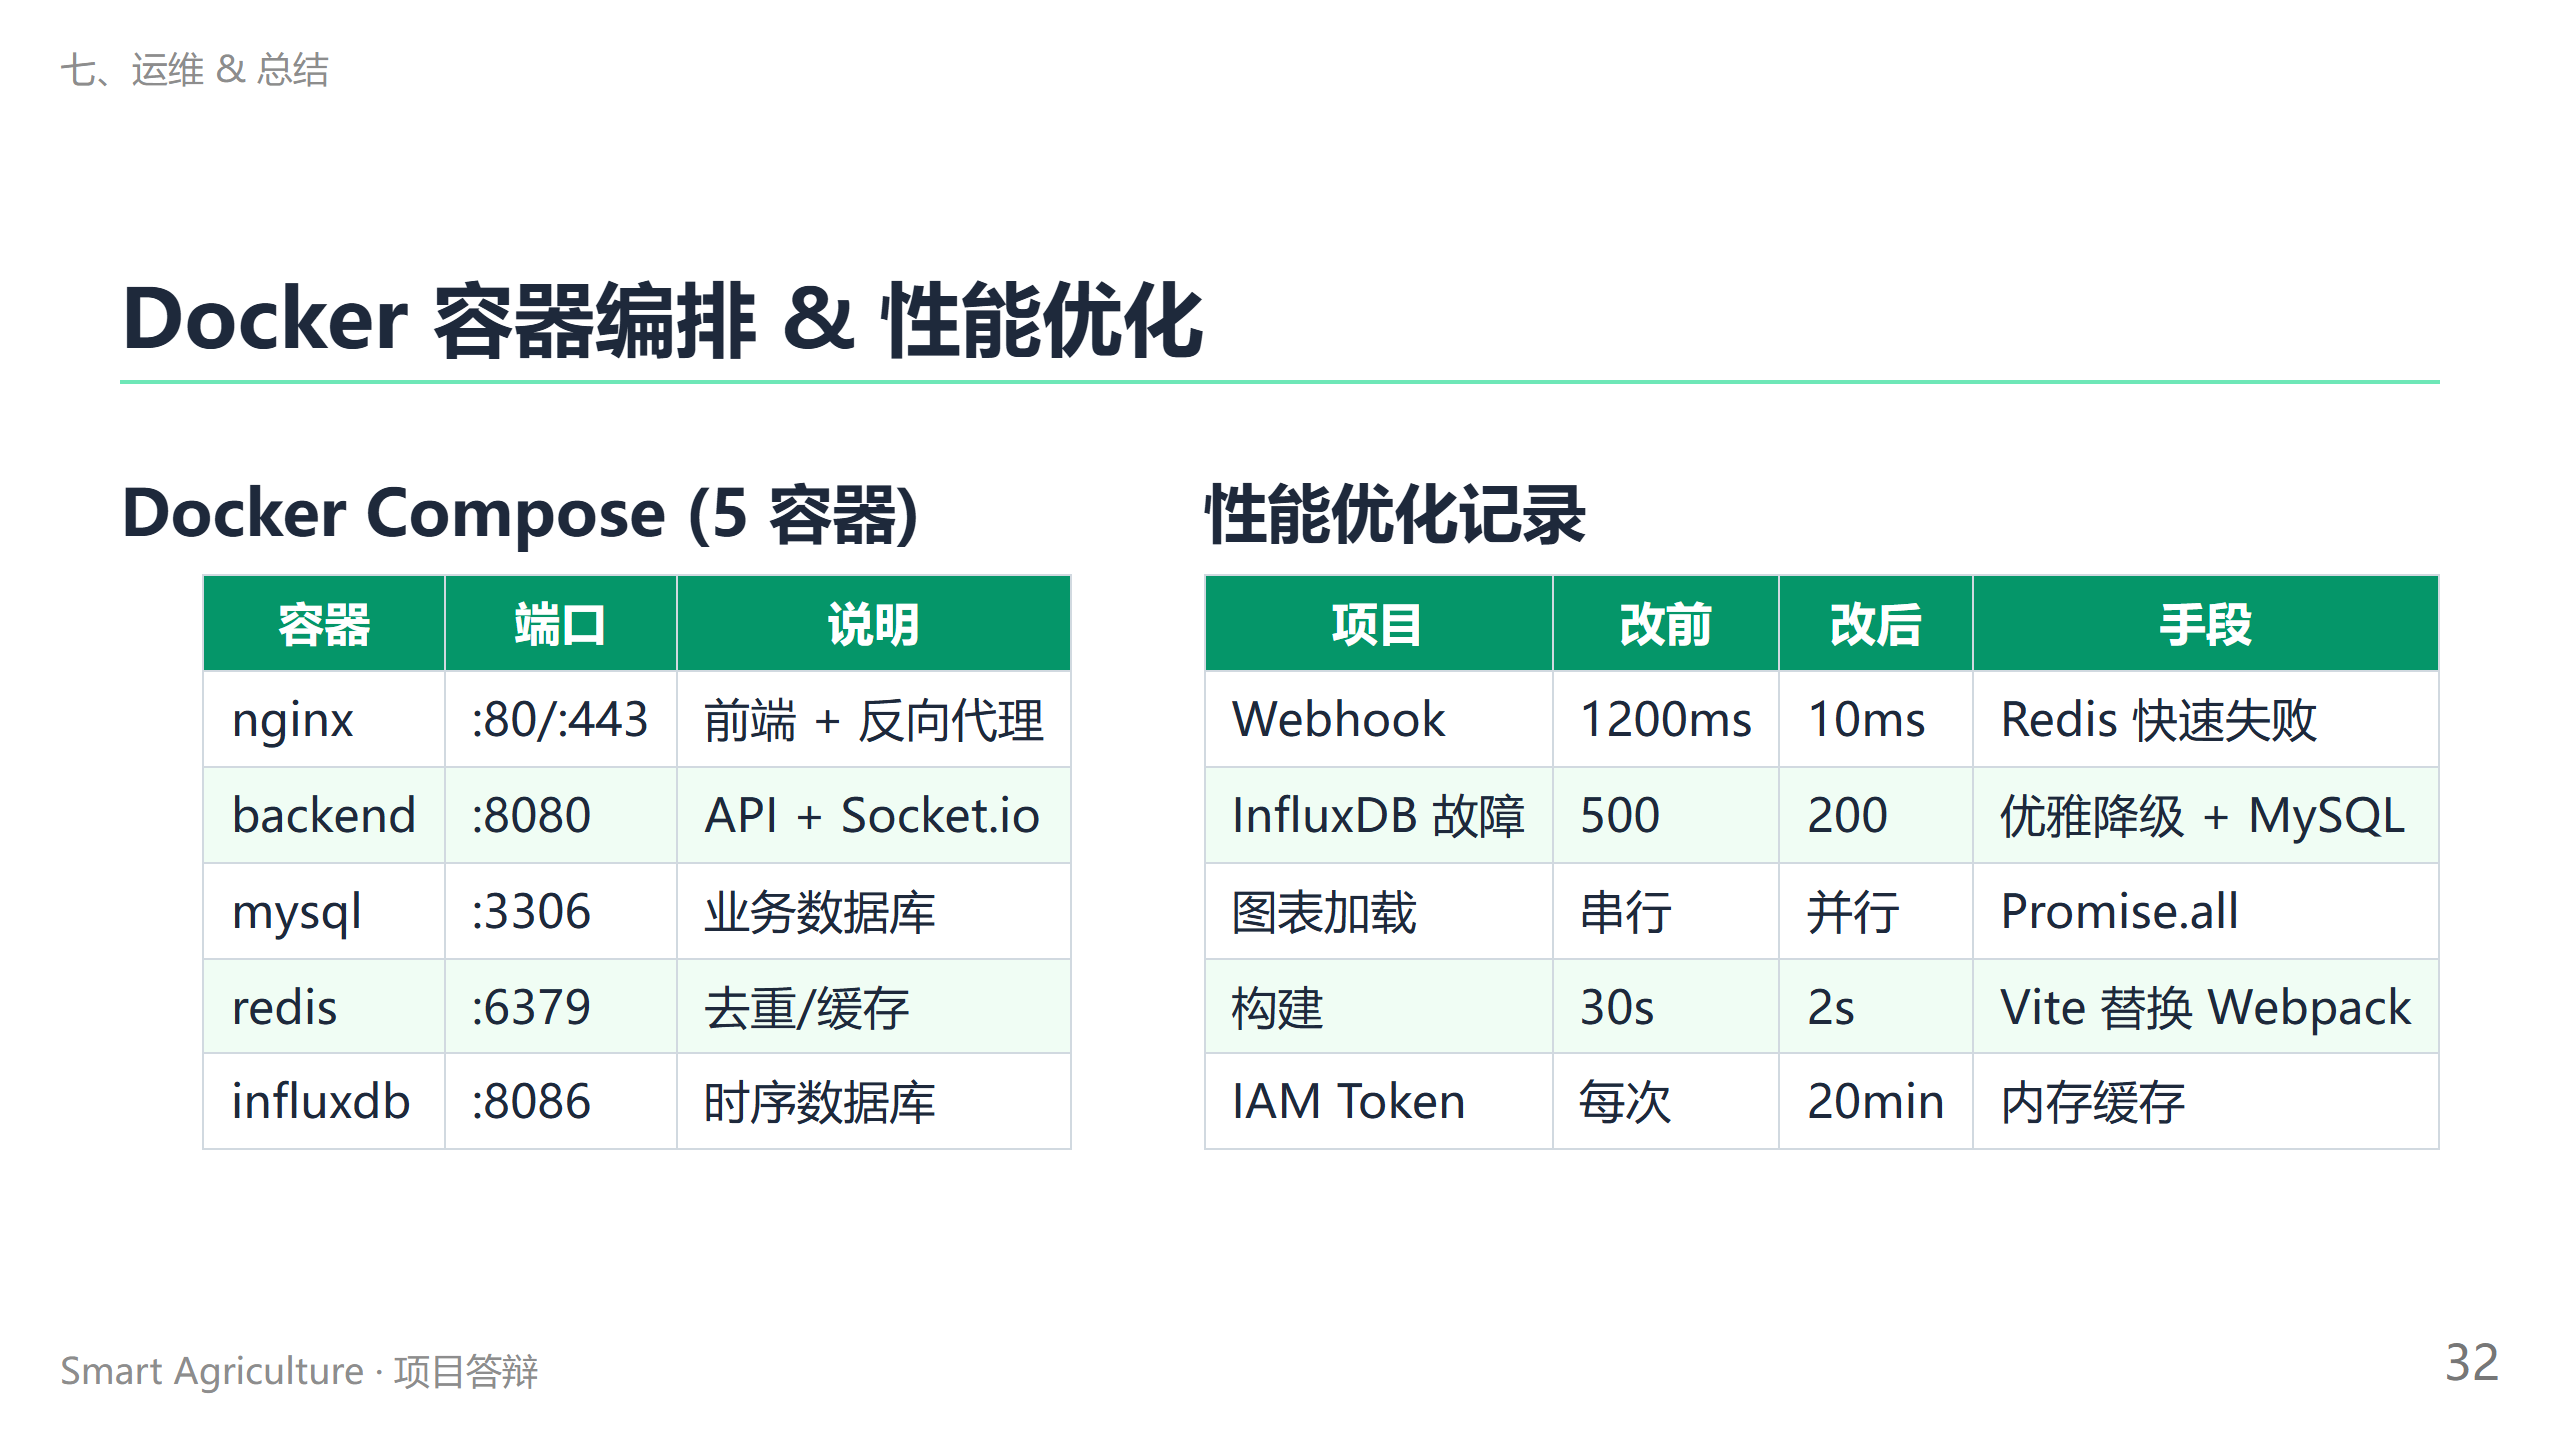 七、运维 & 总结
Docker 容器编排 & 性能优化
Docker Compose (5 容器)
容器 端口 说明
nginx :80/:443 前端 + 反向代理
backend :8080 API + Socket.io
mysql :3306 业务数据库
redis :6379 去重/缓存
influxdb :8086 时序数据库
性能优化记录
项目 改前 改后 手段
Webhook 1200ms 10ms Redis 快速失败
InfluxDB 故障 500 200 优雅降级 + MySQL
图表加载 串行 并行 Promise.all
构建 30s 2s Vite 替换 Webpack
IAM Token 每次 20min 内存缓存
Smart Agriculture · 项目答辩
32